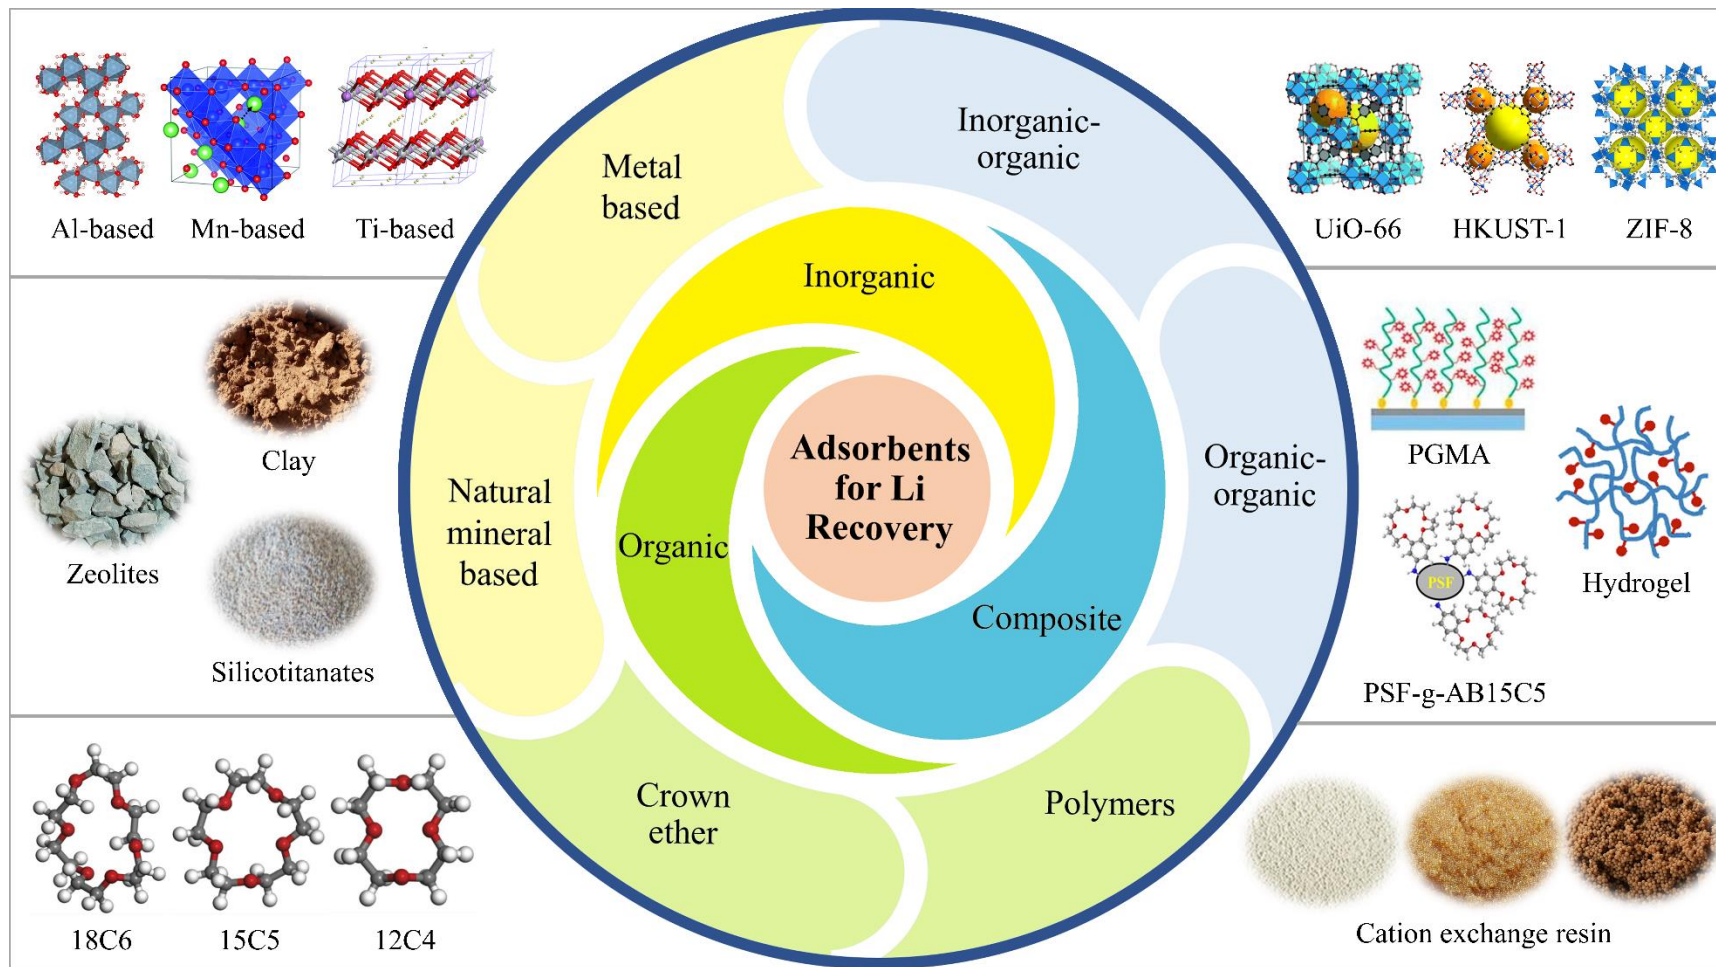 Al-based
Mn-based
Ti-based
Clay
Zeolites
Silicotitanates
18C6
15C5
12C4
Metal
based
Natural
mineral
based
Crown
ether
Inorganic-
organic
Organic-
organic
Polymers
Inorganic
Organic
Composite
Adsorbents
for Li
Recovery
UiO-66
HKUST-1
ZIF-8
PGMA
Hydrogel
PSF
PSF-g-AB15C5
Cation exchange resin